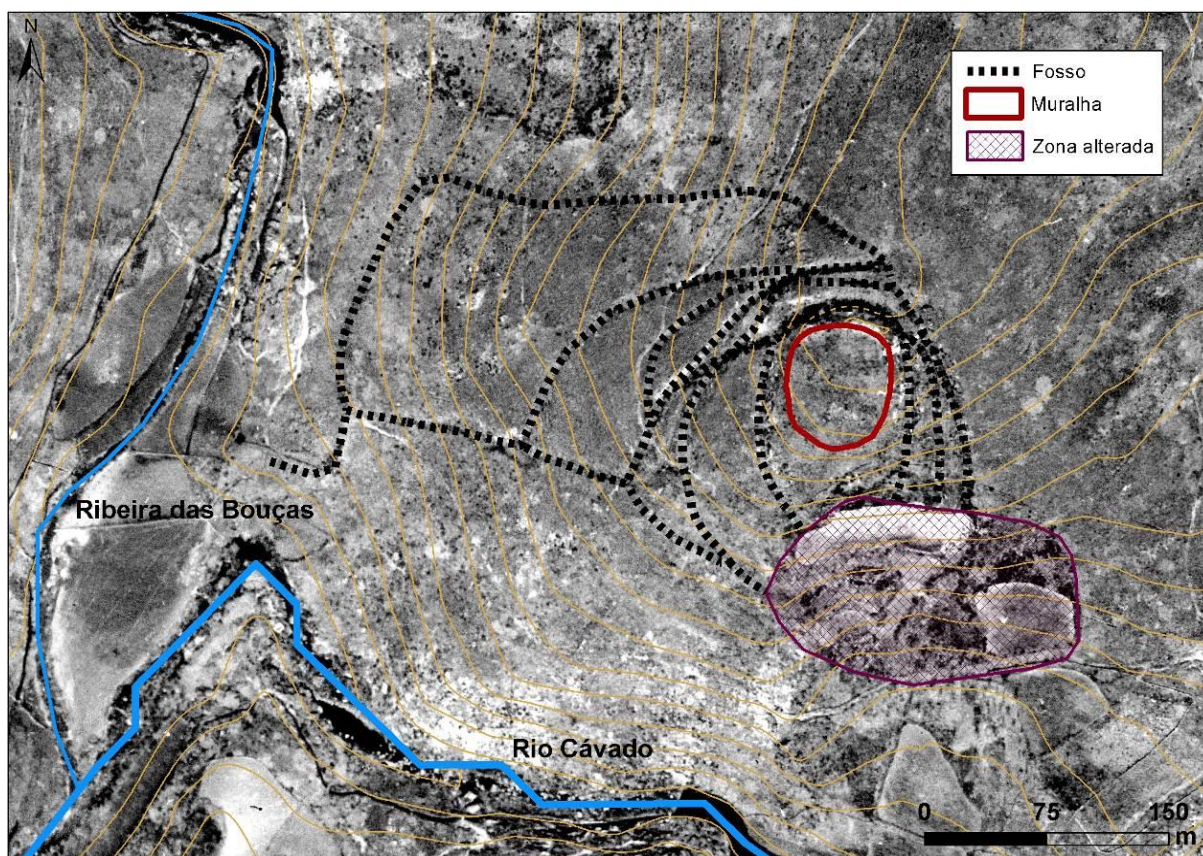 N
Fosso
Muralha
Zona alterada
Ribeira das Bouças
Rio Cávado
0 75 150
m